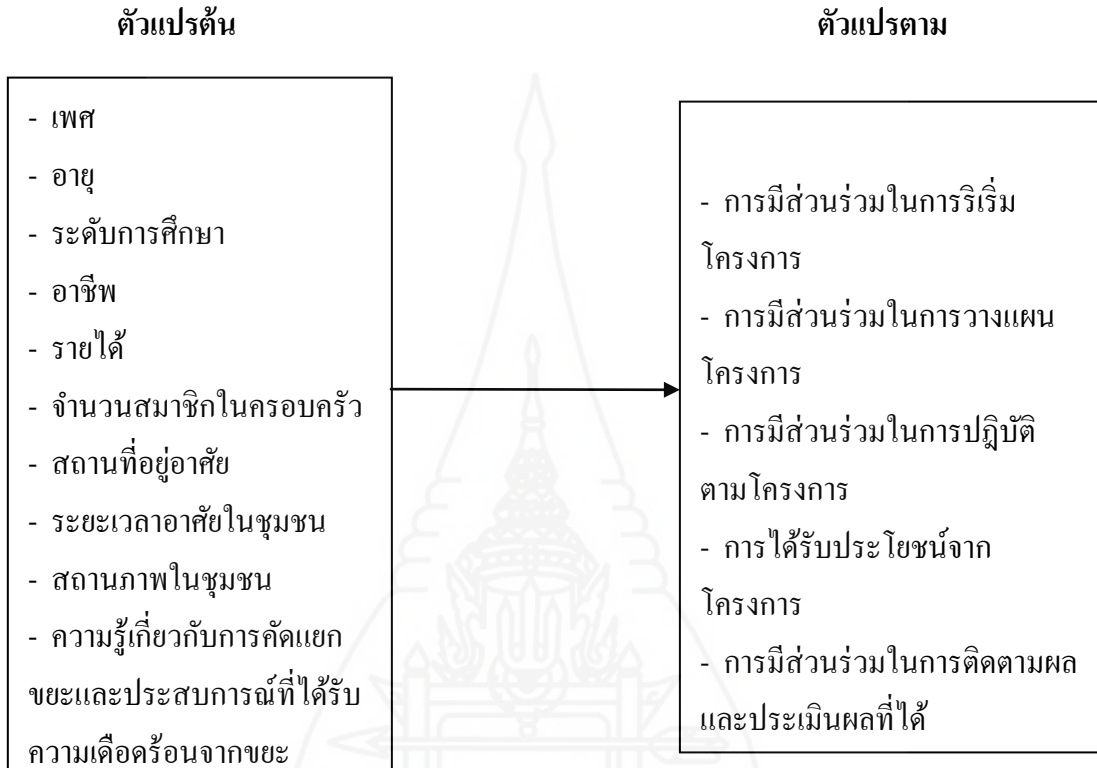 ตัวแปรต้น
- เพศ
- อายุ
- ระดับการศึกษา
- อาชีพ
- รายได้
- จำนวนสมาชิกในครอบครัว
- สถานที่อยู่อาศัย
- ระยะเวลาอาศัยในชุมชน
- สถานภาพในชุมชน
- ความรู้เกี่ยวกับการคัดแยก
ขยะและประสบการณ์ที่ได้รับ
ความเดือดร้อนจากขยะ
ตัวแปรตาม
- การมีส่วนร่วมในการริเริ่ม
โครงการ
- การมีส่วนร่วมในการวางแผน
โครงการ
- การมีส่วนร่วมในการปฎิบัติ
ตามโครงการ
- การได้รับประโยชน์จาก
โครงการ
- การมีส่วนร่วมในการติดตามผล
และประเมินผลที่ได้